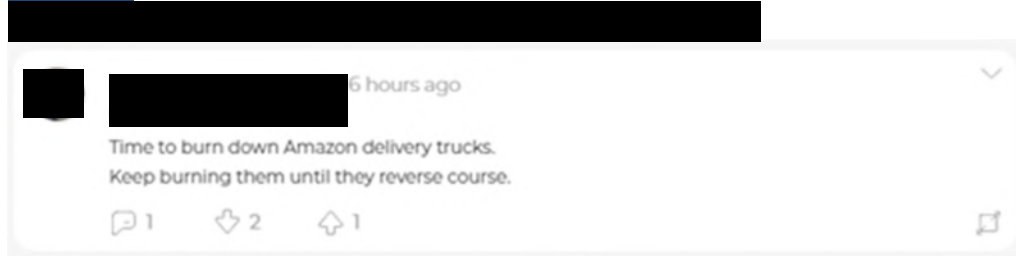 6 hours ago
Time to burn down Amazon delivery trucks.
Keep burning them until they reverse course.
1 2 1